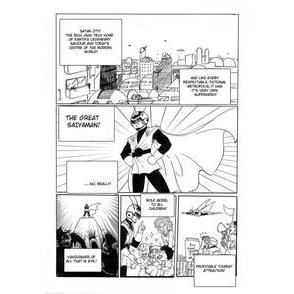 SATAN CITY!
THE RICH, HIGH TECH HOME
OF EARTH'S LEGENDARY
SAVIOUR AND TODAY'S
CENTRE OF THE MODERN
WORLD!
AND LIKE EVERY
RESPECTABLE, FICTIONAL
METROPOLIS, IT HAS
IT'S VERY OWN
SUPERHERO!
THE GREAT
SAIYAMAN!
...NO, REALLY!
VANQUISHER OF
ALL THAT IS EVIL!
ROLE MODEL
TO ALL
CHILDREN!
PROFITABLE TOURIST
ATTRACTION!